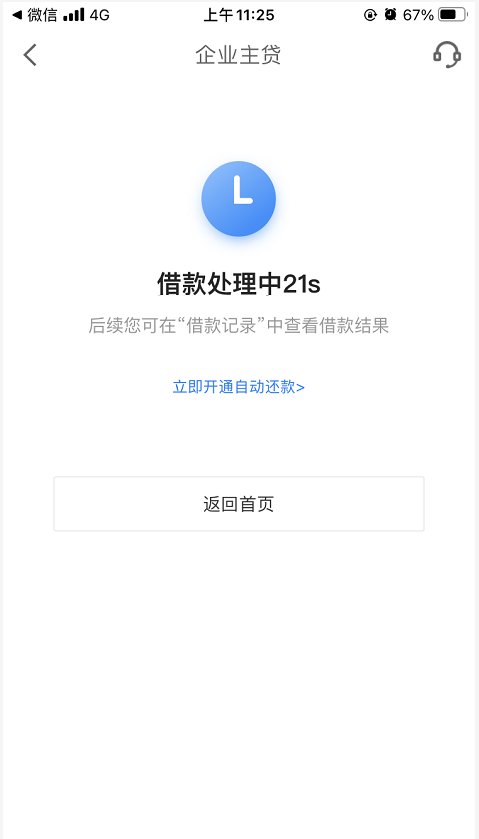 微信 4G 上午11:25 67%
企业主贷
借款处理中21s
后续您可在“借款记录”中查看借款结果
立即开通自动还款>
返回首页